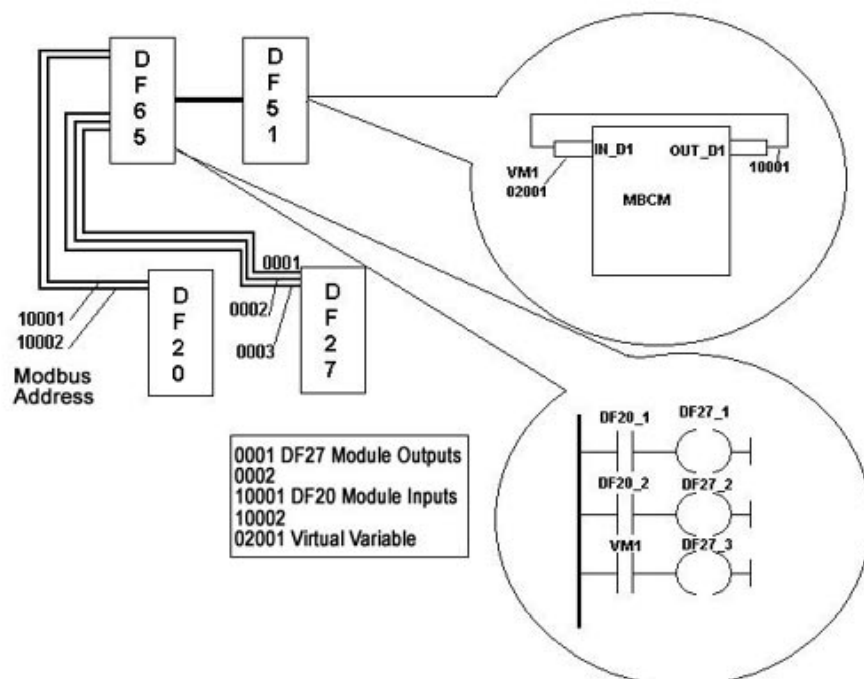 D
F
6
5
D
F
5
1
IN_D1
OUT_D1
VM1
02001
10001
MBCM
0001
0002
0003
10001
10002
Modbus
Address
D
F
2
0
D
F
2
7
0001 DF27 Module Outputs
0002
10001 DF20 Module Inputs
10002
02001 Virtual Variable
DF20_1
DF27_1
DF20_2
DF27_2
VM1
DF27_3